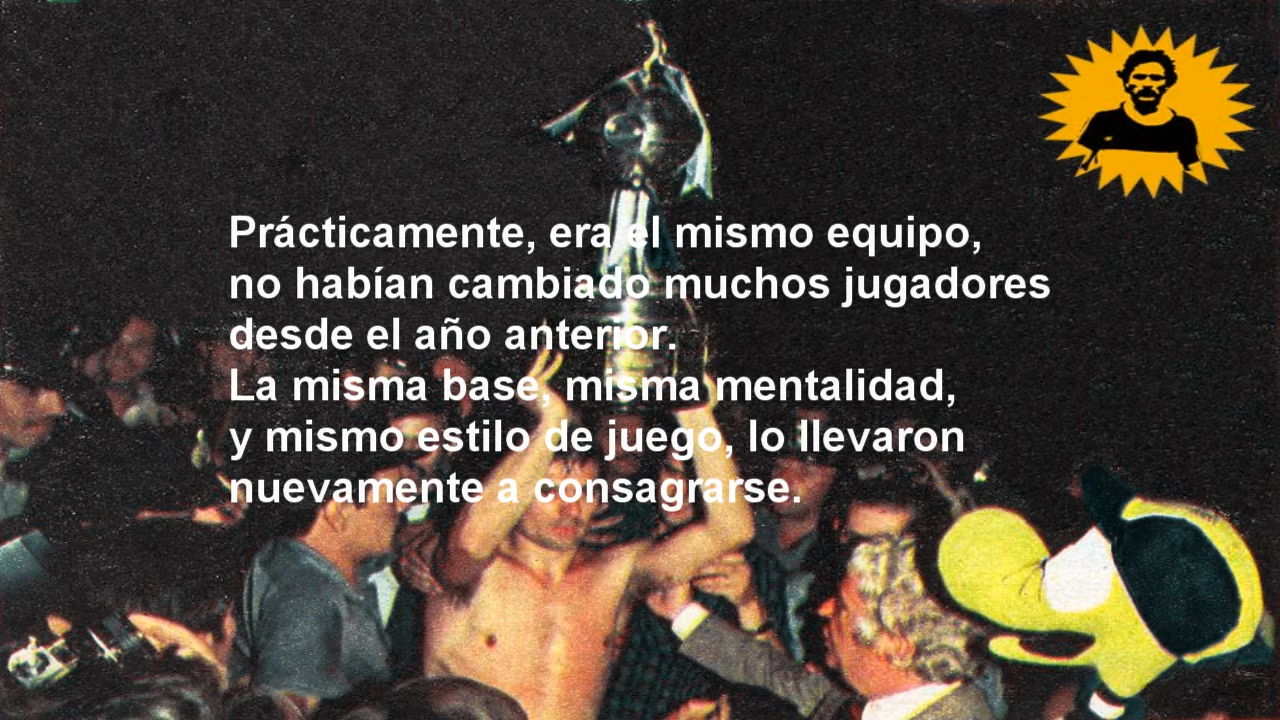 Prácticamente, era el mismo equipo,
no habían cambiado muchos jugadores
desde el año anterior.
La misma base, misma mentalidad,
y mismo estilo de juego, lo llevaron
nuevamente a consagrarse.